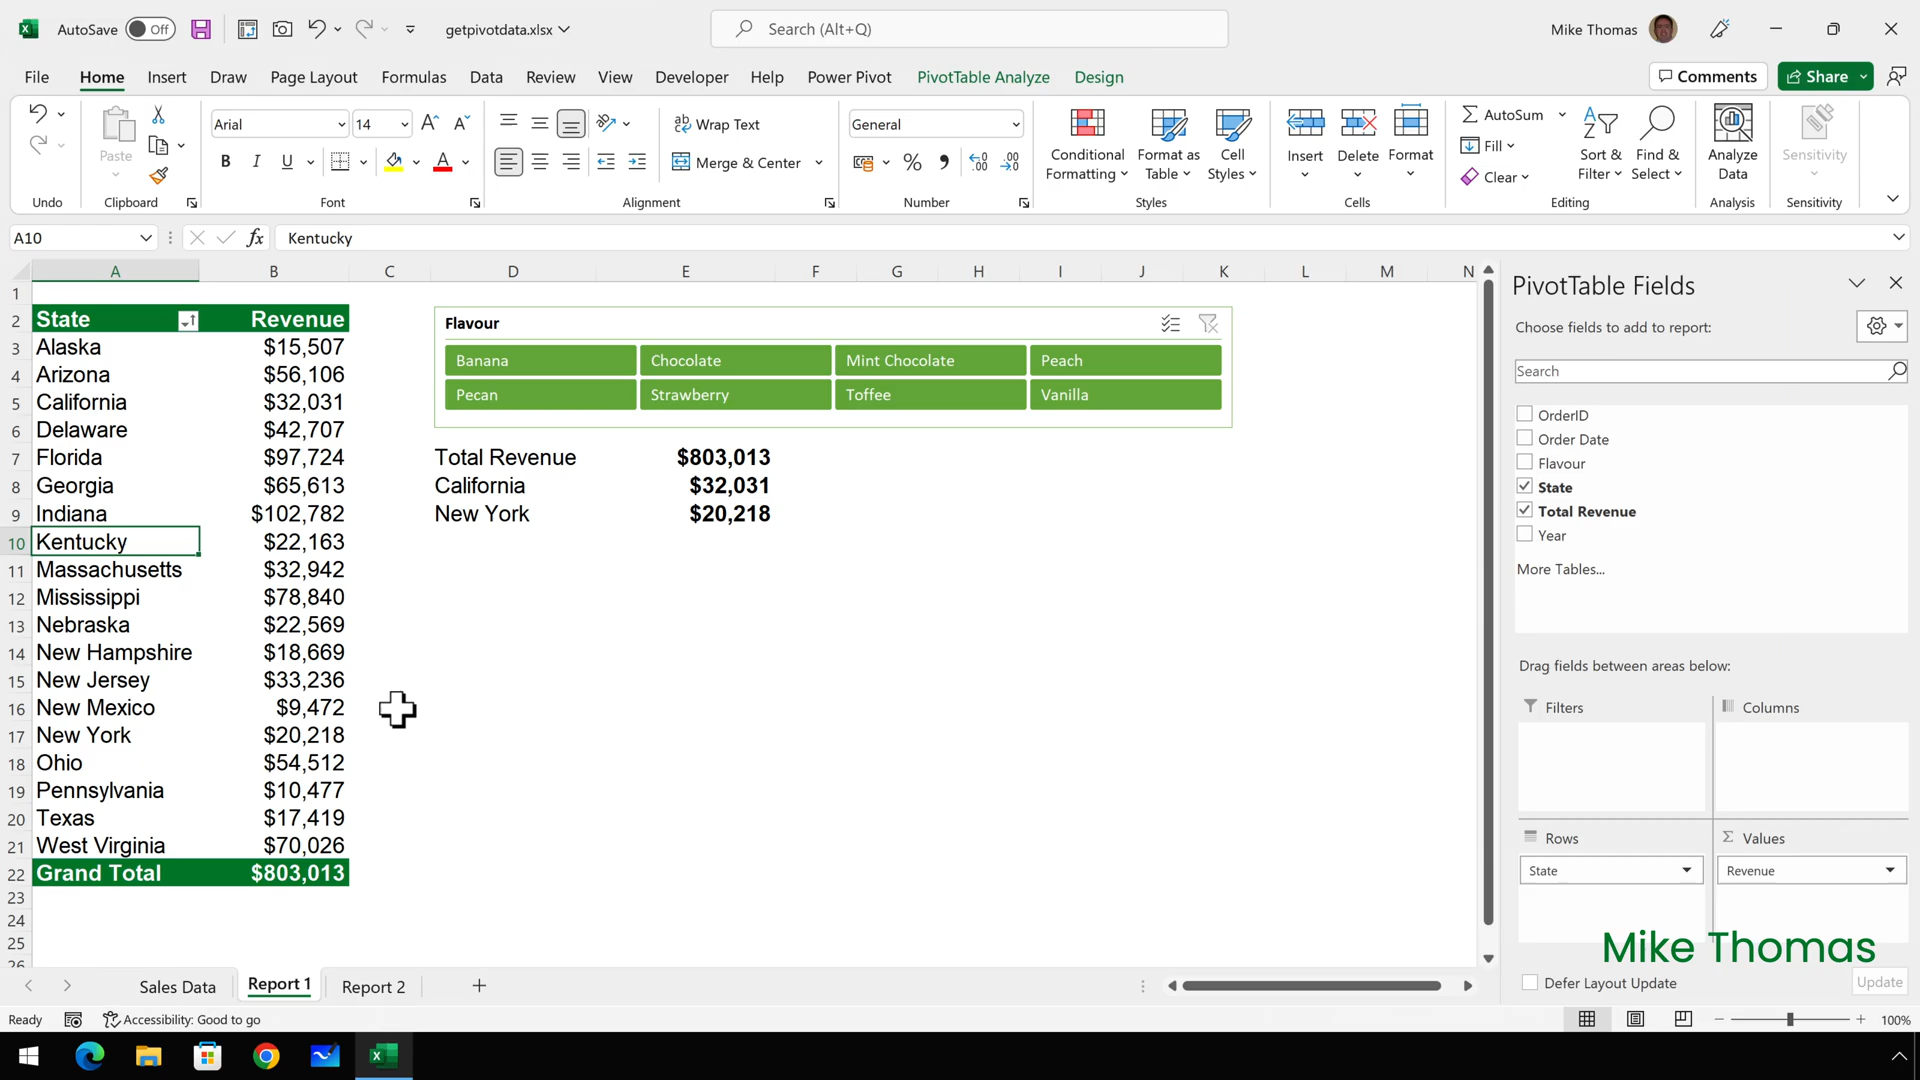 AutoSave Off getpivotdata.xlsx Search (Alt+Q) Mike Thomas
File Home Insert Draw Page Layout Formulas Data Review View Developer Help Power Pivot PivotTable Analyze Design Comments Share
Arial 14 Wrap Text General AutoSum
Paste Conditional Formatting Format as Table Cell Styles Insert Delete Format Fill Sort & Filter Find & Select Analyze Data Sensitivity
B I U Merge & Center % Clear
Undo Clipboard Font Alignment Number Styles Cells Editing Analysis Sensitivity
A10 fx Kentucky
A B C D E F G H I J K L M N
1
2 State Revenue
3 Alaska $15,507
4 Arizona $56,106
5 California $32,031
6 Delaware $42,707
7 Florida $97,724
8 Georgia $65,613
9 Indiana $102,782
10 Kentucky $22,163
11 Massachusetts $32,942
12 Mississippi $78,840
13 Nebraska $22,569
14 New Hampshire $18,669
15 New Jersey $33,236
16 New Mexico $9,472
17 New York $20,218
18 Ohio $54,512
19 Pennsylvania $10,477
20 Texas $17,419
21 West Virginia $70,026
22 Grand Total $803,013
23
24
25
26
Flavour
Banana Chocolate Mint Chocolate Peach
Pecan Strawberry Toffee Vanilla
Total Revenue $803,013
California $32,031
New York $20,218
PivotTable Fields
Choose fields to add to report:
Search
OrderID
Order Date
Flavour
State
Total Revenue
Year
More Tables...
Drag fields between areas below:
Filters Columns
Rows Values
State Revenue
Mike Thomas
Defer Layout Update Update
Sales Data Report 1 Report 2
Ready Accessibility: Good to go 100%